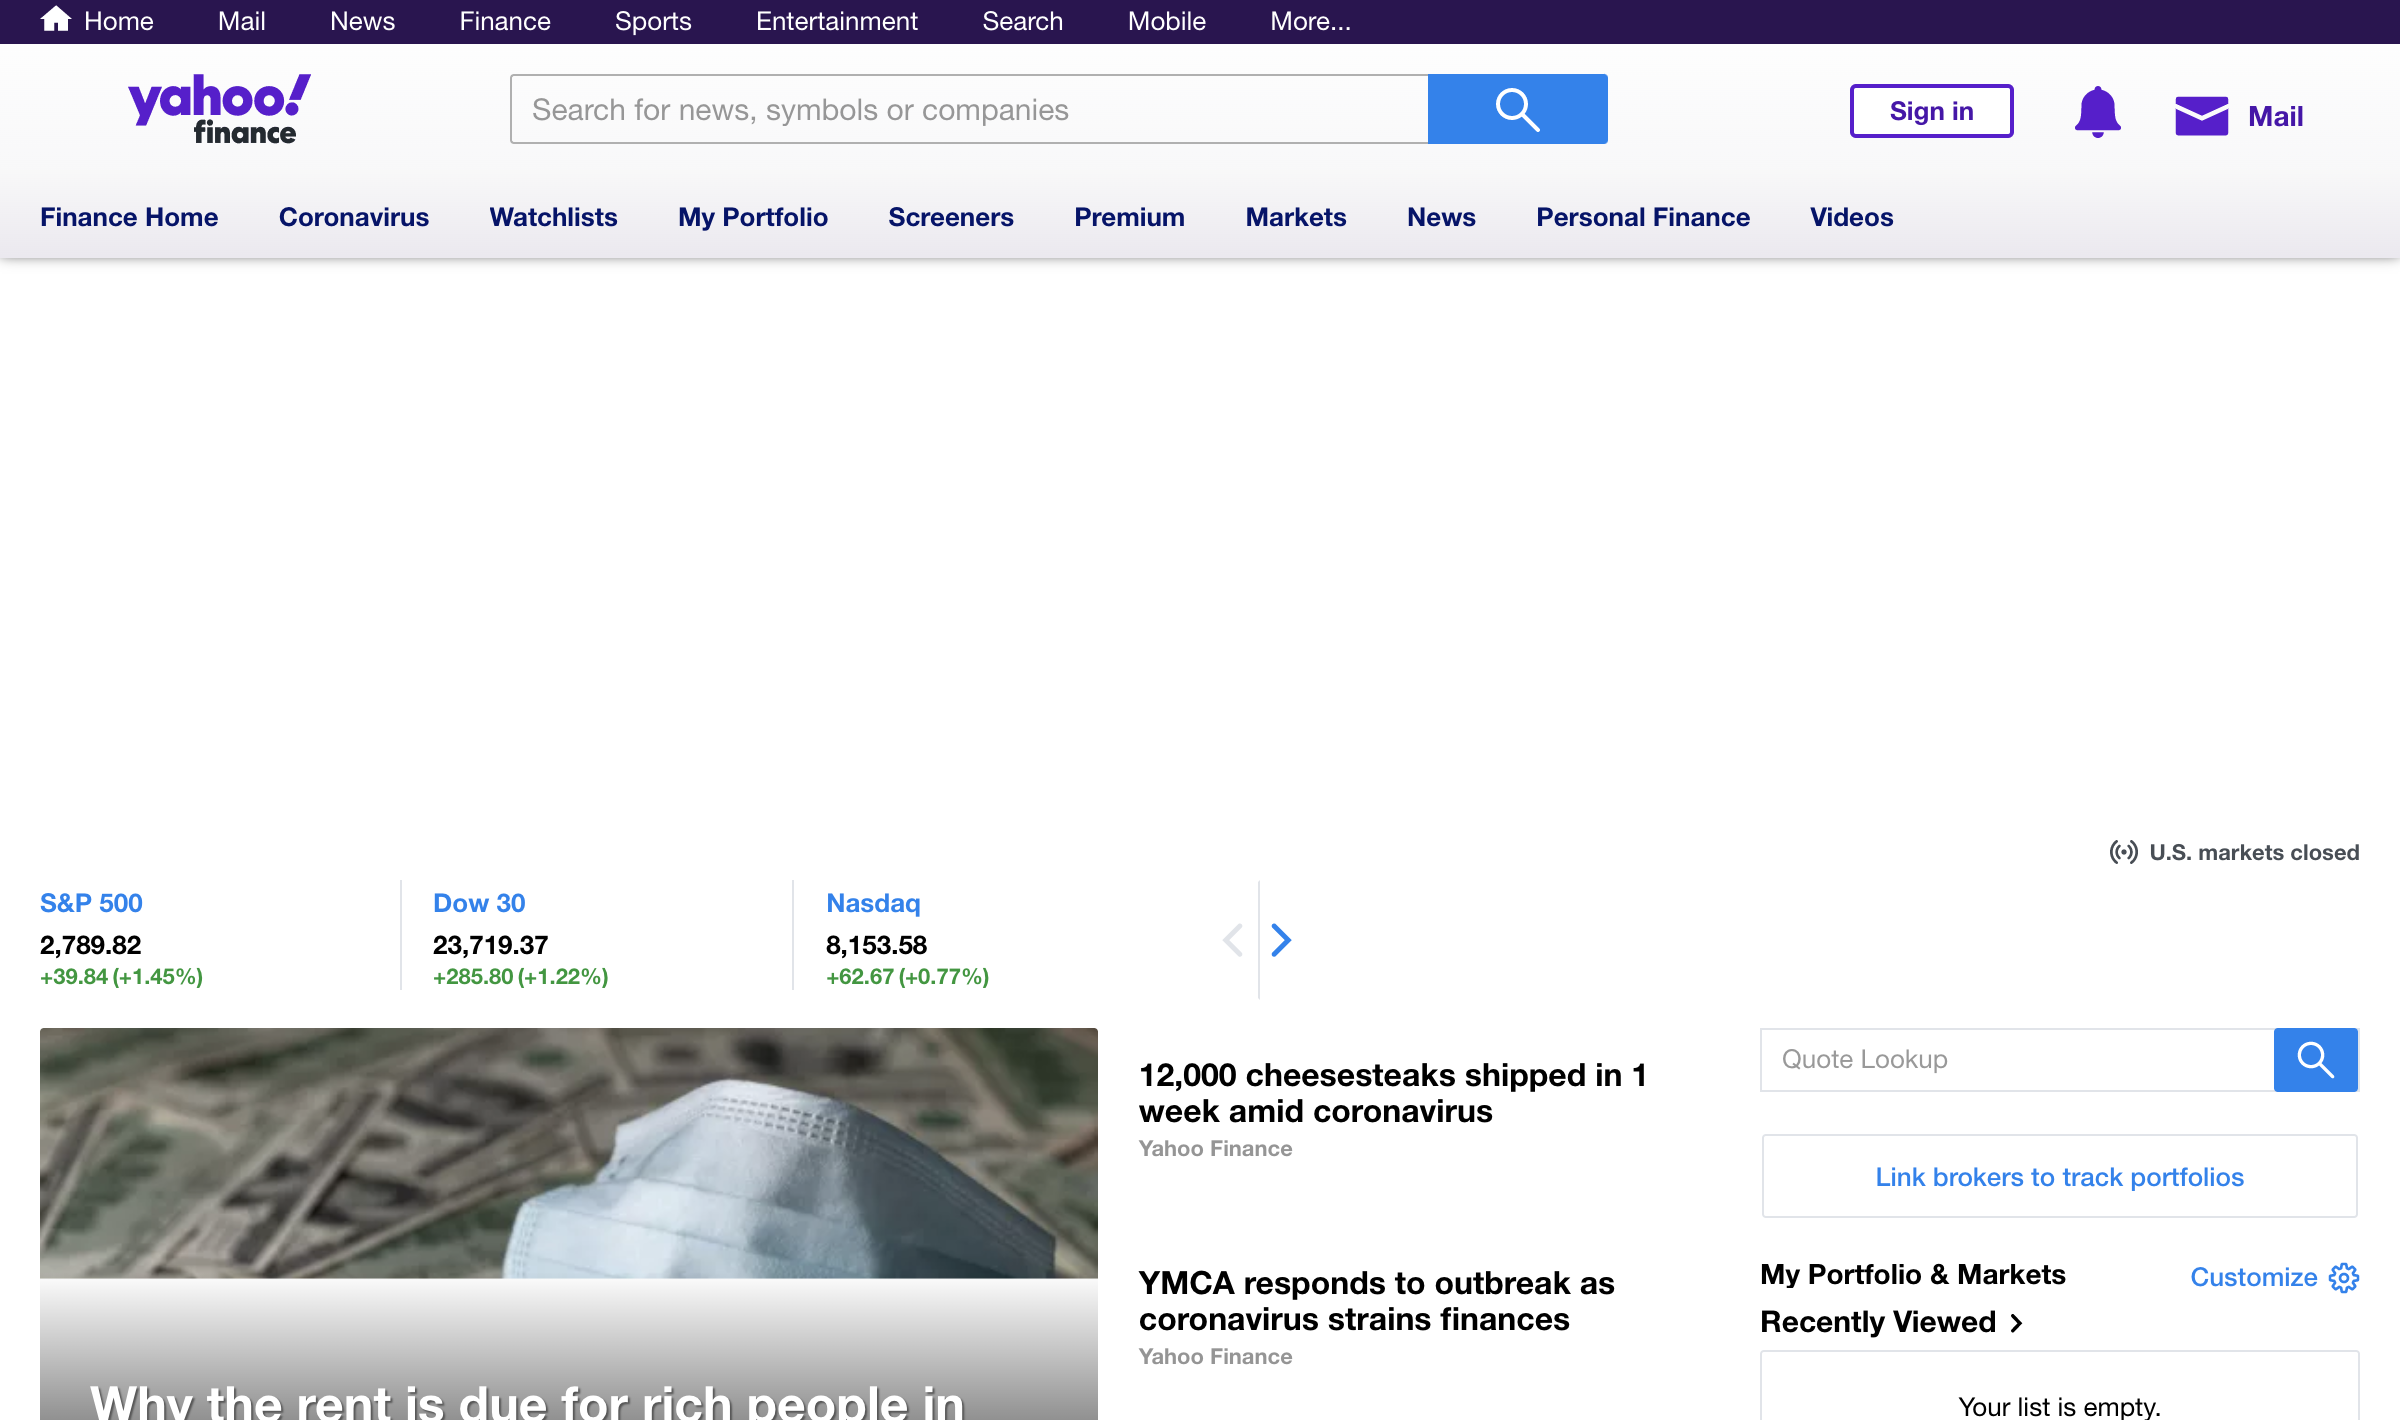 Home Mail News Finance Sports Entertainment Search Mobile More...
yahoo!
finance
Search for news, symbols or companies
Sign in
Mail
Finance Home Coronavirus Watchlists My Portfolio Screeners Premium Markets News Personal Finance Videos
U.S. markets closed
S&P 500
2,789.82
+39.84 (+1.45%)
Dow 30
23,719.37
+285.80 (+1.22%)
Nasdaq
8,153.58
+62.67 (+0.77%)
Why the rent is due for rich people in
12,000 cheesesteaks shipped in 1
week amid coronavirus
Yahoo Finance
YMCA responds to outbreak as
coronavirus strains finances
Yahoo Finance
Quote Lookup
Link brokers to track portfolios
My Portfolio & Markets
Customize
Recently Viewed
Your list is empty.